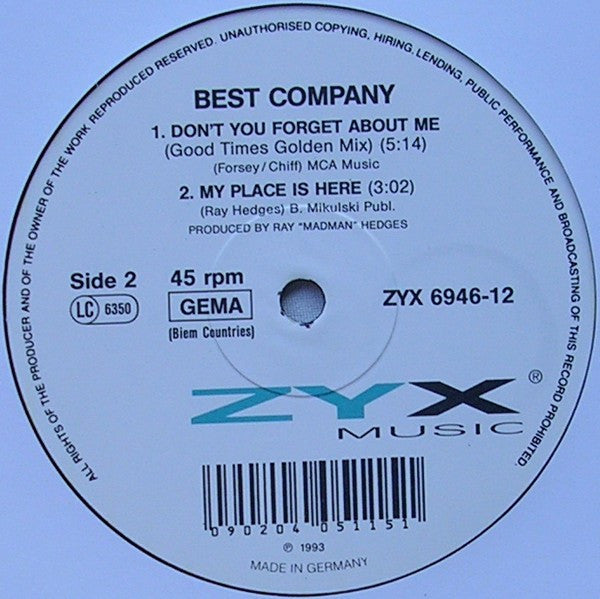 ALL RIGHTS OF THE PRODUCER AND OF THE OWNER OF THE WORK REPRODUCED RESERVED. UNAUTHORISED COPYING, HIRING, LENDING, PUBLIC PERFORMANCE AND BROADCASTING OF THIS RECORD PROHIBITED.
BEST COMPANY
1. DON'T YOU FORGET ABOUT ME
(Good Times Golden Mix) (5:14)
(Forsey/Chiff) MCA Music
2. MY PLACE IS HERE (3:02)
(Ray Hedges) B. Mikulski Publ.
PRODUCED BY RAY "MADMAN" HEDGES
Side 2 45 rpm
LC 6350 GEMA ZYX 6946-12
(Biem Countries)
ZYX ®
MUSIC
090204 051151
℗ 1993
MADE IN GERMANY